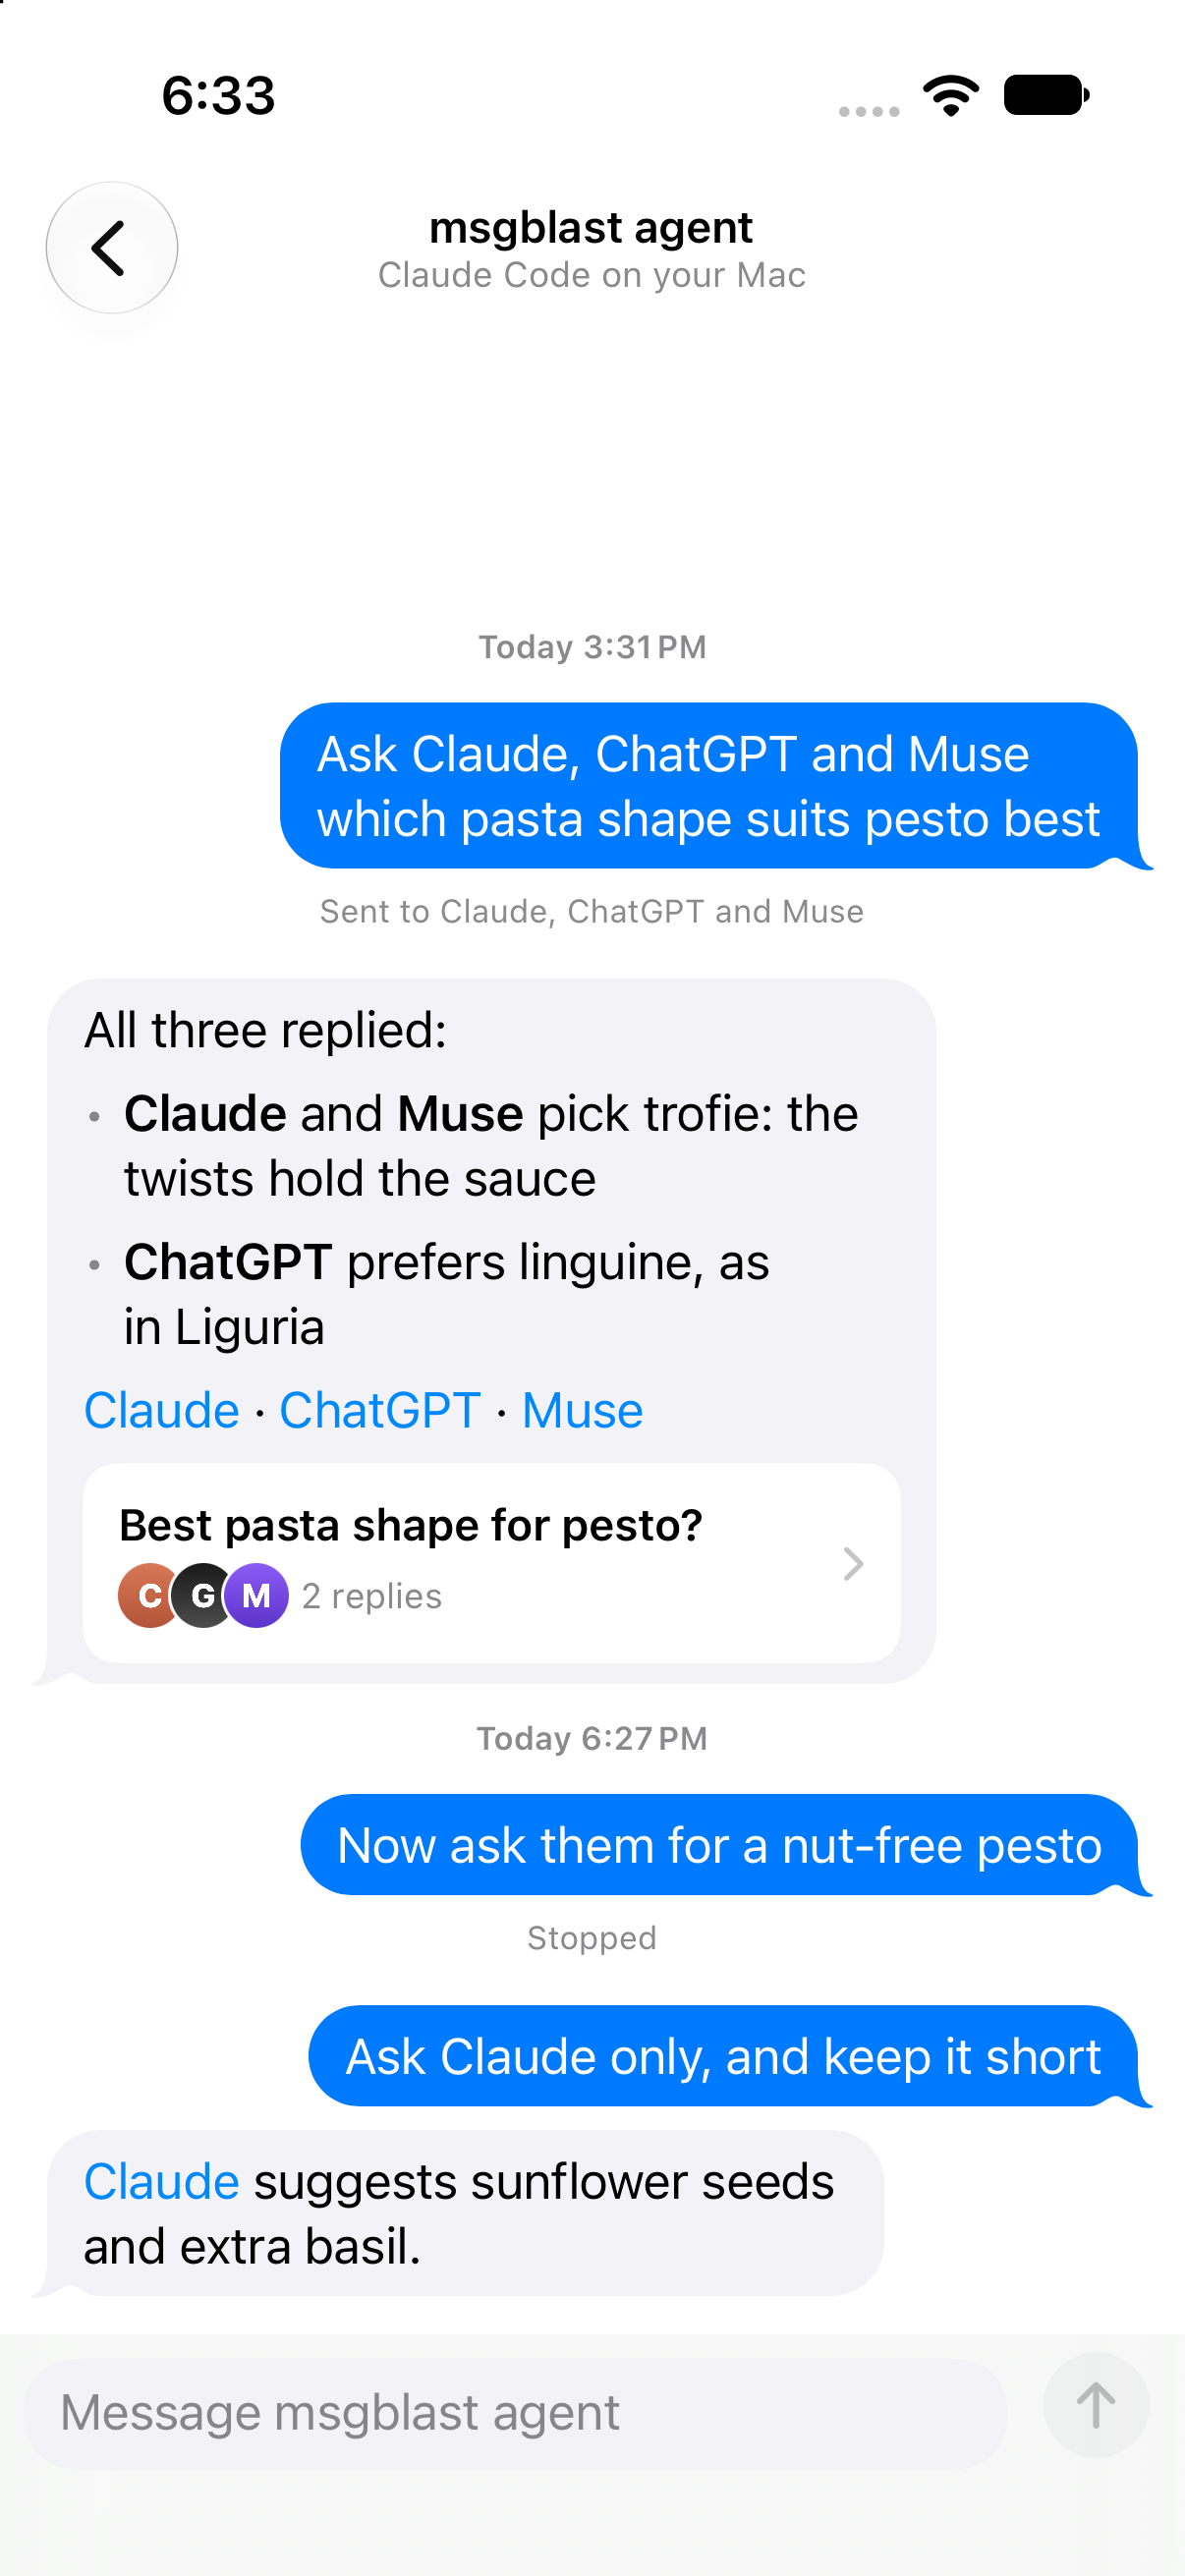 6:33
msgblast agent
Claude Code on your Mac
Today 3:31 PM
Ask Claude, ChatGPT and Muse
which pasta shape suits pesto best
Sent to Claude, ChatGPT and Muse
All three replied:
• Claude and Muse pick trofie: the
twists hold the sauce
• ChatGPT prefers linguine, as
in Liguria
Claude · ChatGPT · Muse
Best pasta shape for pesto?
C G M 2 replies
Today 6:27 PM
Now ask them for a nut-free pesto
Stopped
Ask Claude only, and keep it short
Claude suggests sunflower seeds
and extra basil.
Message msgblast agent